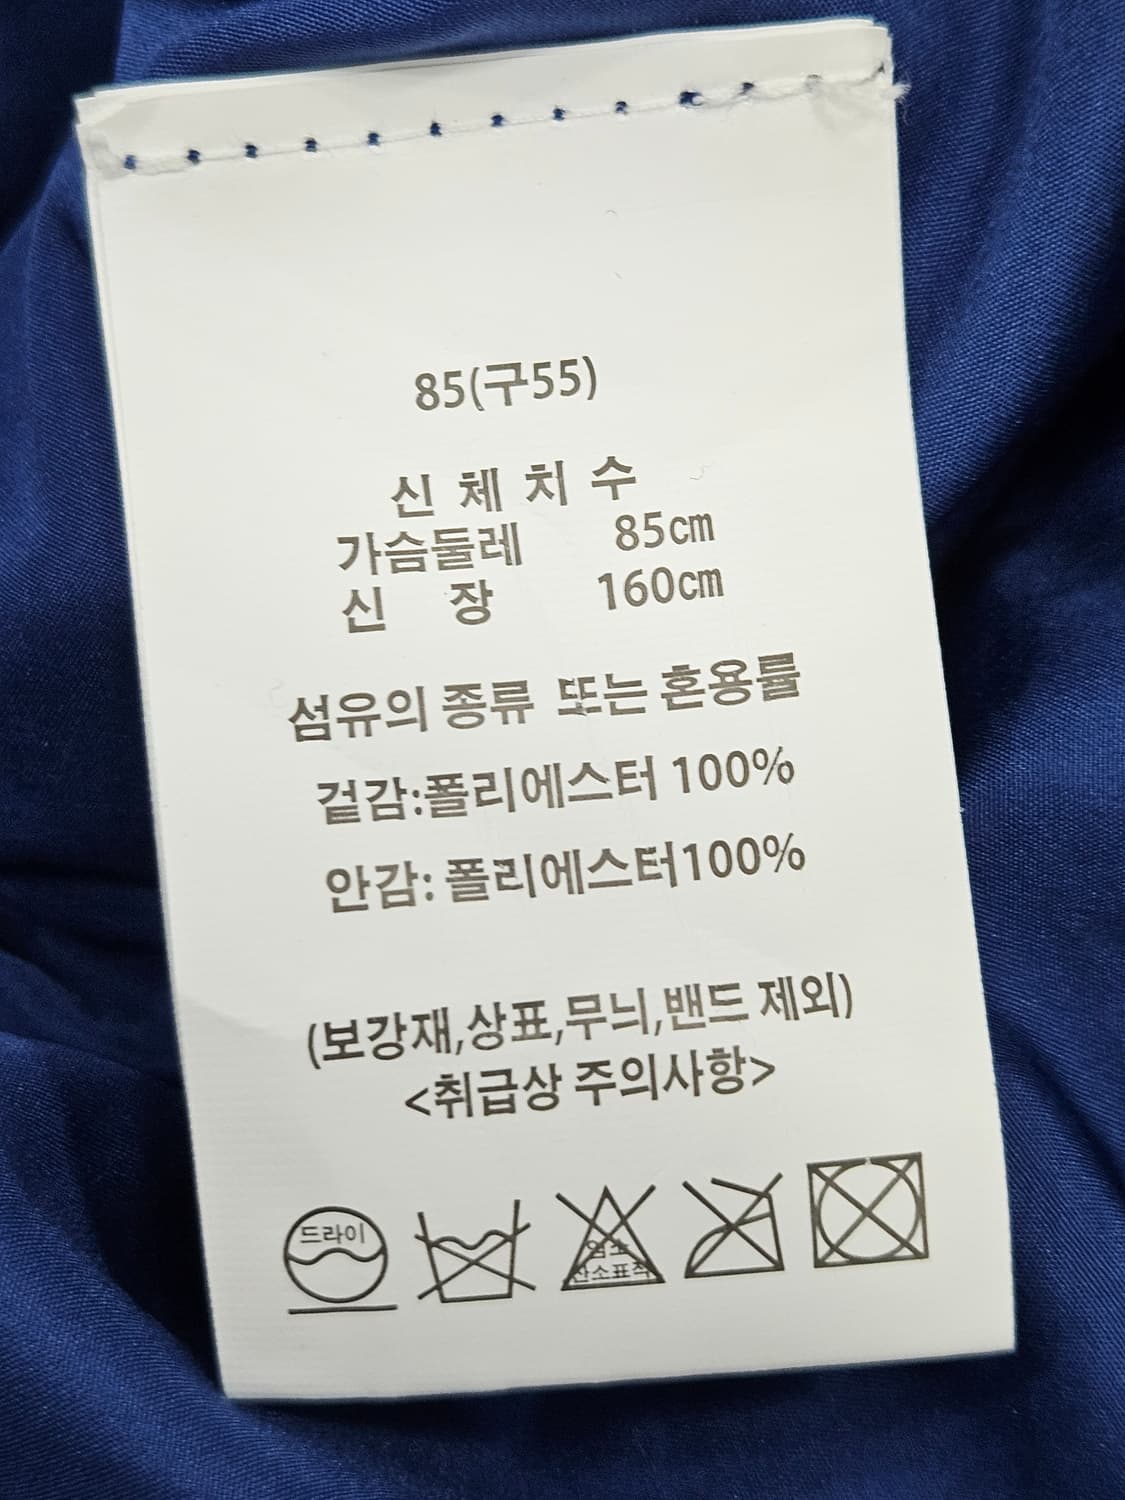 85(구55)
신 체 치 수
가슴둘레 85cm
신 장 160cm
섬유의 종류 또는 혼용률
겉감:폴리에스터 100%
안감: 폴리에스터100%
(보강재,상표,무늬,밴드 제외)
<취급상 주의사항>
드라이
염소
산소표백